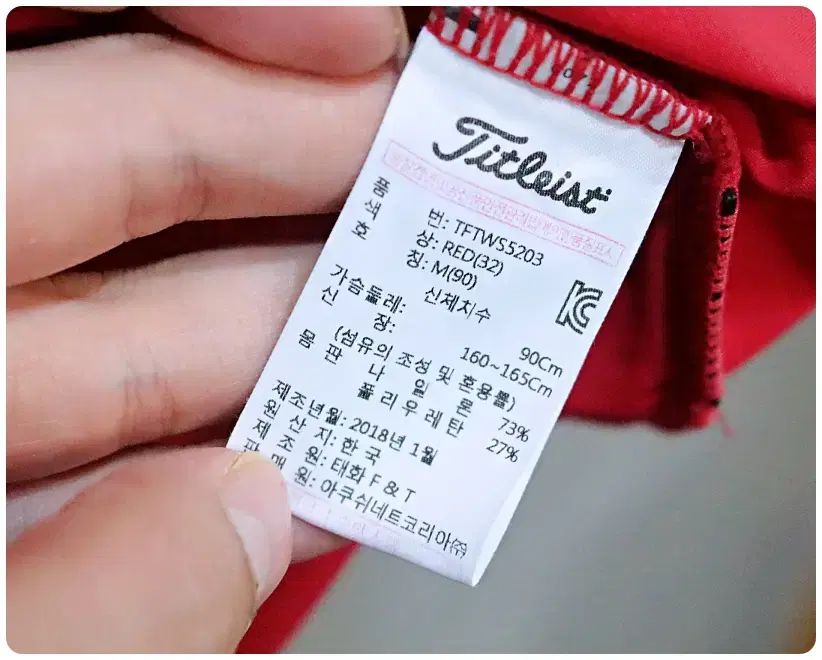 Titleist
품 번: TFTWS5203
색 상: RED(32)
호 칭: M(90)
신체치수
가슴둘레: 90Cm
신 장: 160~165Cm
(섬유의 조성 및 혼용률)
몸판 나일론 73%
폴리우레탄 27%
제조년월: 2018년 1월
원 산 지: 한국
제 조 원: 태화 F & T
판 매 원: 아쿠쉬네트코리아㈜